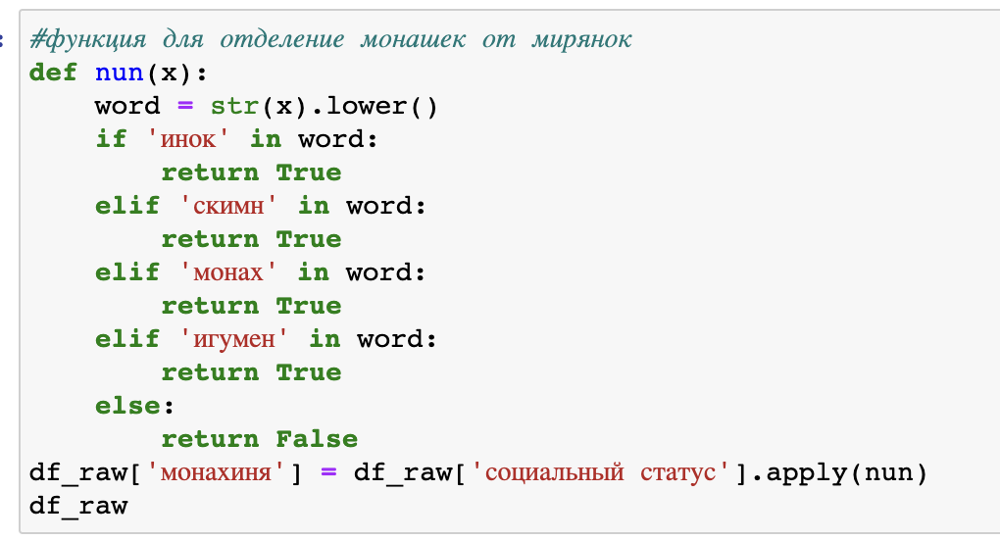 :
#функция для отделение монашек от мирянок
def nun(x):
    word = str(x).lower()
    if 'инок' in word:
        return True
    elif 'скимн' in word:
        return True
    elif 'монах' in word:
        return True
    elif 'игумен' in word:
        return True
    else:
        return False
df_raw['монахиня'] = df_raw['социальный статус'].apply(nun)
df_raw